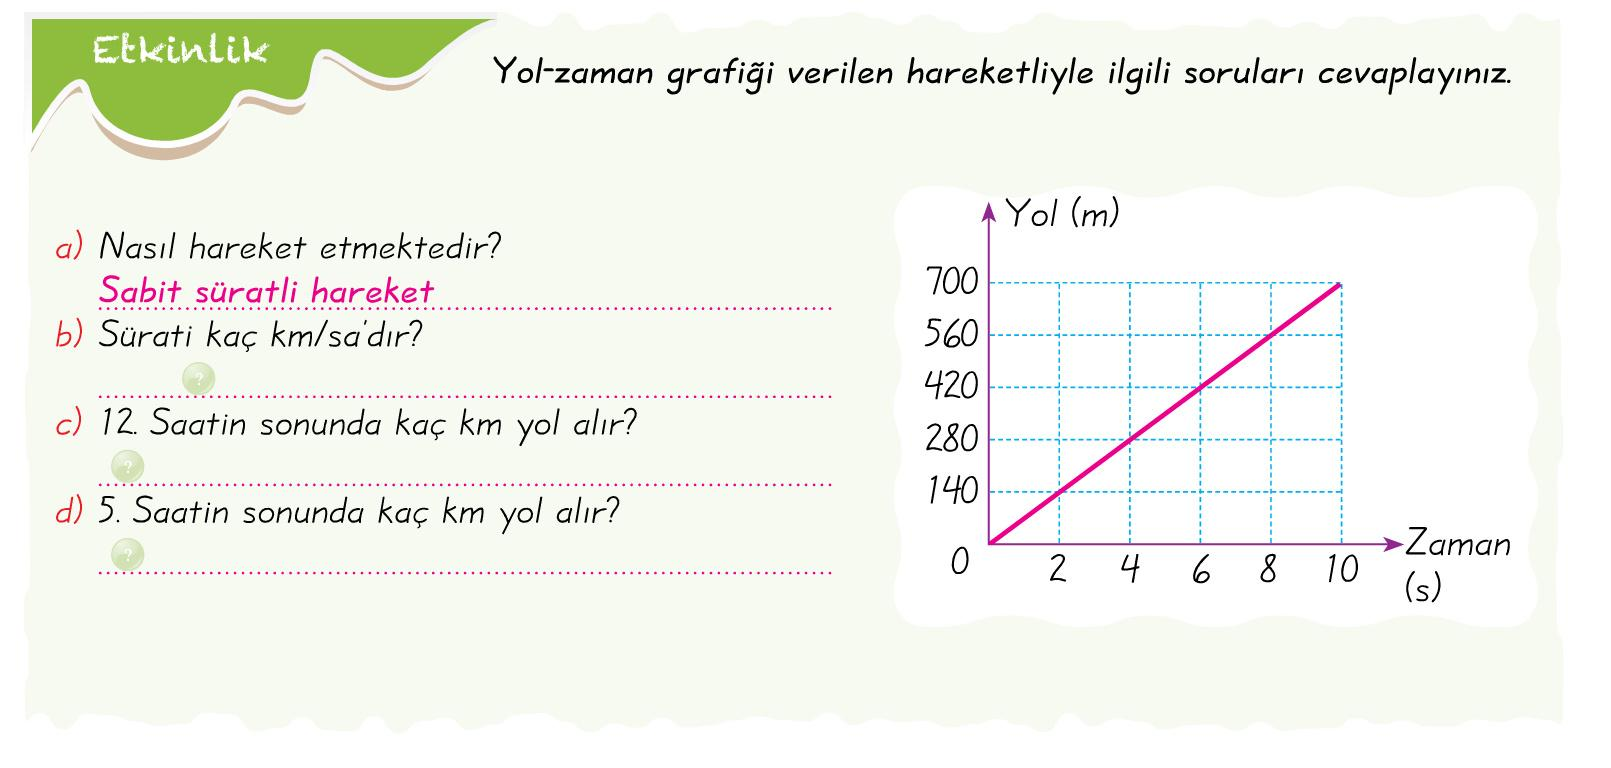 Etkinlik
Yol-zaman grafiği verilen hareketliyle ilgili soruları cevaplayınız.
a) Nasıl hareket etmektedir?
Sabit süratli hareket
b) Sürati kaç km/sa'dır?
?
c) 12. Saatin sonunda kaç km yol alır?
?
d) 5. Saatin sonunda kaç km yol alır?
?
Yol (m)
700
560
420
280
140
0
2 4 6 8 10
Zaman
(s)